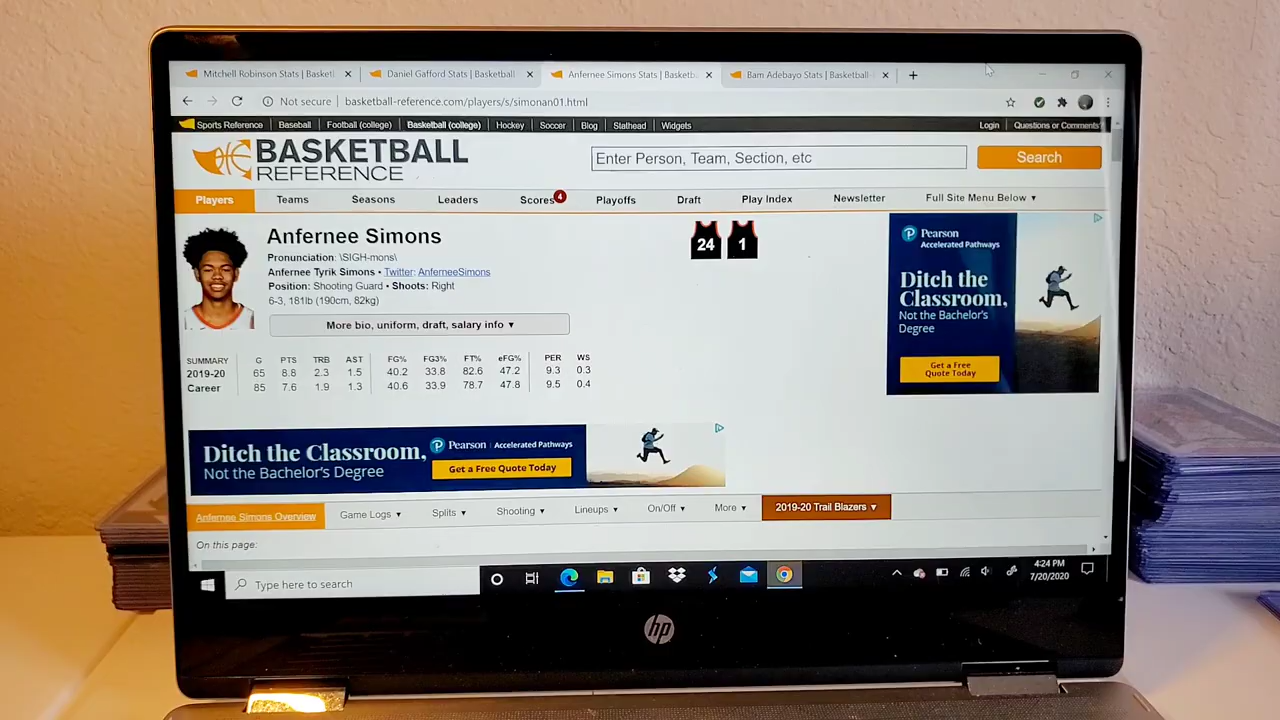 Mitchell Robinson Stats | Basketl
Daniel Gafford Stats | Basketball
Anfernee Simons Stats | Basketb
Bam Adebayo Stats | Basketball
Not secure | basketball-reference.com/players/s/simonan01.html
Sports Reference Baseball Football (college) Basketball (college) Hockey Soccer Blog Stathead Widgets Login Questions or Comments?
BASKETBALL
REFERENCE
Enter Person, Team, Section, etc
Search
Players Teams Seasons Leaders Scores 4 Playoffs Draft Play Index Newsletter Full Site Menu Below ▼
Anfernee Simons
Pronunciation: \SIGH-mons\
Anfernee Tyrik Simons • Twitter: AnferneeSimons
Position: Shooting Guard • Shoots: Right
6-3, 181lb (190cm, 82kg)
More bio, uniform, draft, salary info ▼
24 1
Pearson
Accelerated Pathways
Ditch the
Classroom,
Not the Bachelor's
Degree
Get a Free
Quote Today
SUMMARY G PTS TRB AST FG% FG3% FT% eFG% PER WS
2019-20 65 8.8 2.3 1.5 40.2 33.8 82.6 47.2 9.3 0.3
Career 85 7.6 1.9 1.3 40.6 33.9 78.7 47.8 9.5 0.4
Ditch the Classroom,
Not the Bachelor's Degree
Pearson | Accelerated Pathways
Get a Free Quote Today
Anfernee Simons Overview Game Logs ▼ Splits ▼ Shooting ▼ Lineups ▼ On/Off ▼ More ▼ 2019-20 Trail Blazers ▼
On this page:
Type here to search
4:24 PM
7/20/2020
hp